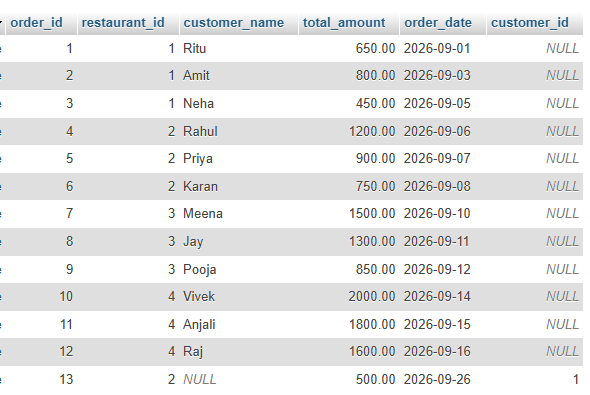 order_id restaurant_id customer_name total_amount order_date customer_id
1 1 Ritu 650.00 2026-09-01 NULL
2 1 Amit 800.00 2026-09-03 NULL
3 1 Neha 450.00 2026-09-05 NULL
4 2 Rahul 1200.00 2026-09-06 NULL
5 2 Priya 900.00 2026-09-07 NULL
6 2 Karan 750.00 2026-09-08 NULL
7 3 Meena 1500.00 2026-09-10 NULL
8 3 Jay 1300.00 2026-09-11 NULL
9 3 Pooja 850.00 2026-09-12 NULL
10 4 Vivek 2000.00 2026-09-14 NULL
11 4 Anjali 1800.00 2026-09-15 NULL
12 4 Raj 1600.00 2026-09-16 NULL
13 2 NULL 500.00 2026-09-26 1